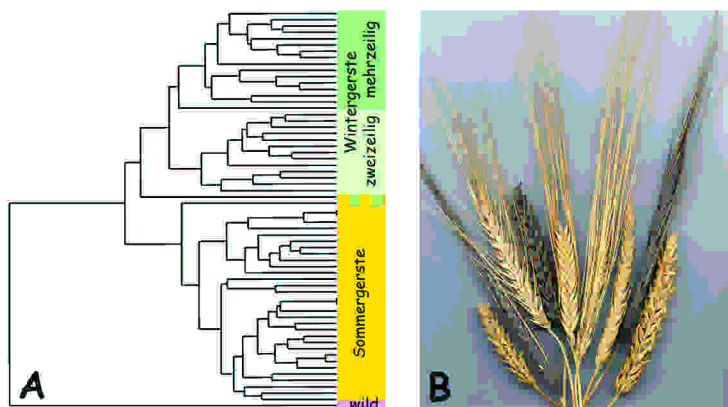 Wintergerste
mehrzeilig
zweizeilig
Sommergerste
wild
A
B